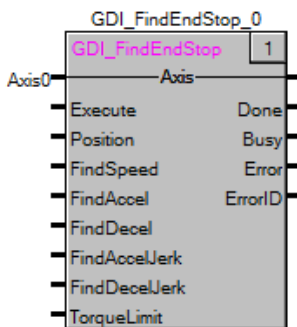 GDI_FindEndStop_0
GDI_FindEndStop 1
Axis0 Axis
Execute Done
Position Busy
FindSpeed Error
FindAccel ErrorID
FindDecel
FindAccelJerk
FindDecelJerk
TorqueLimit